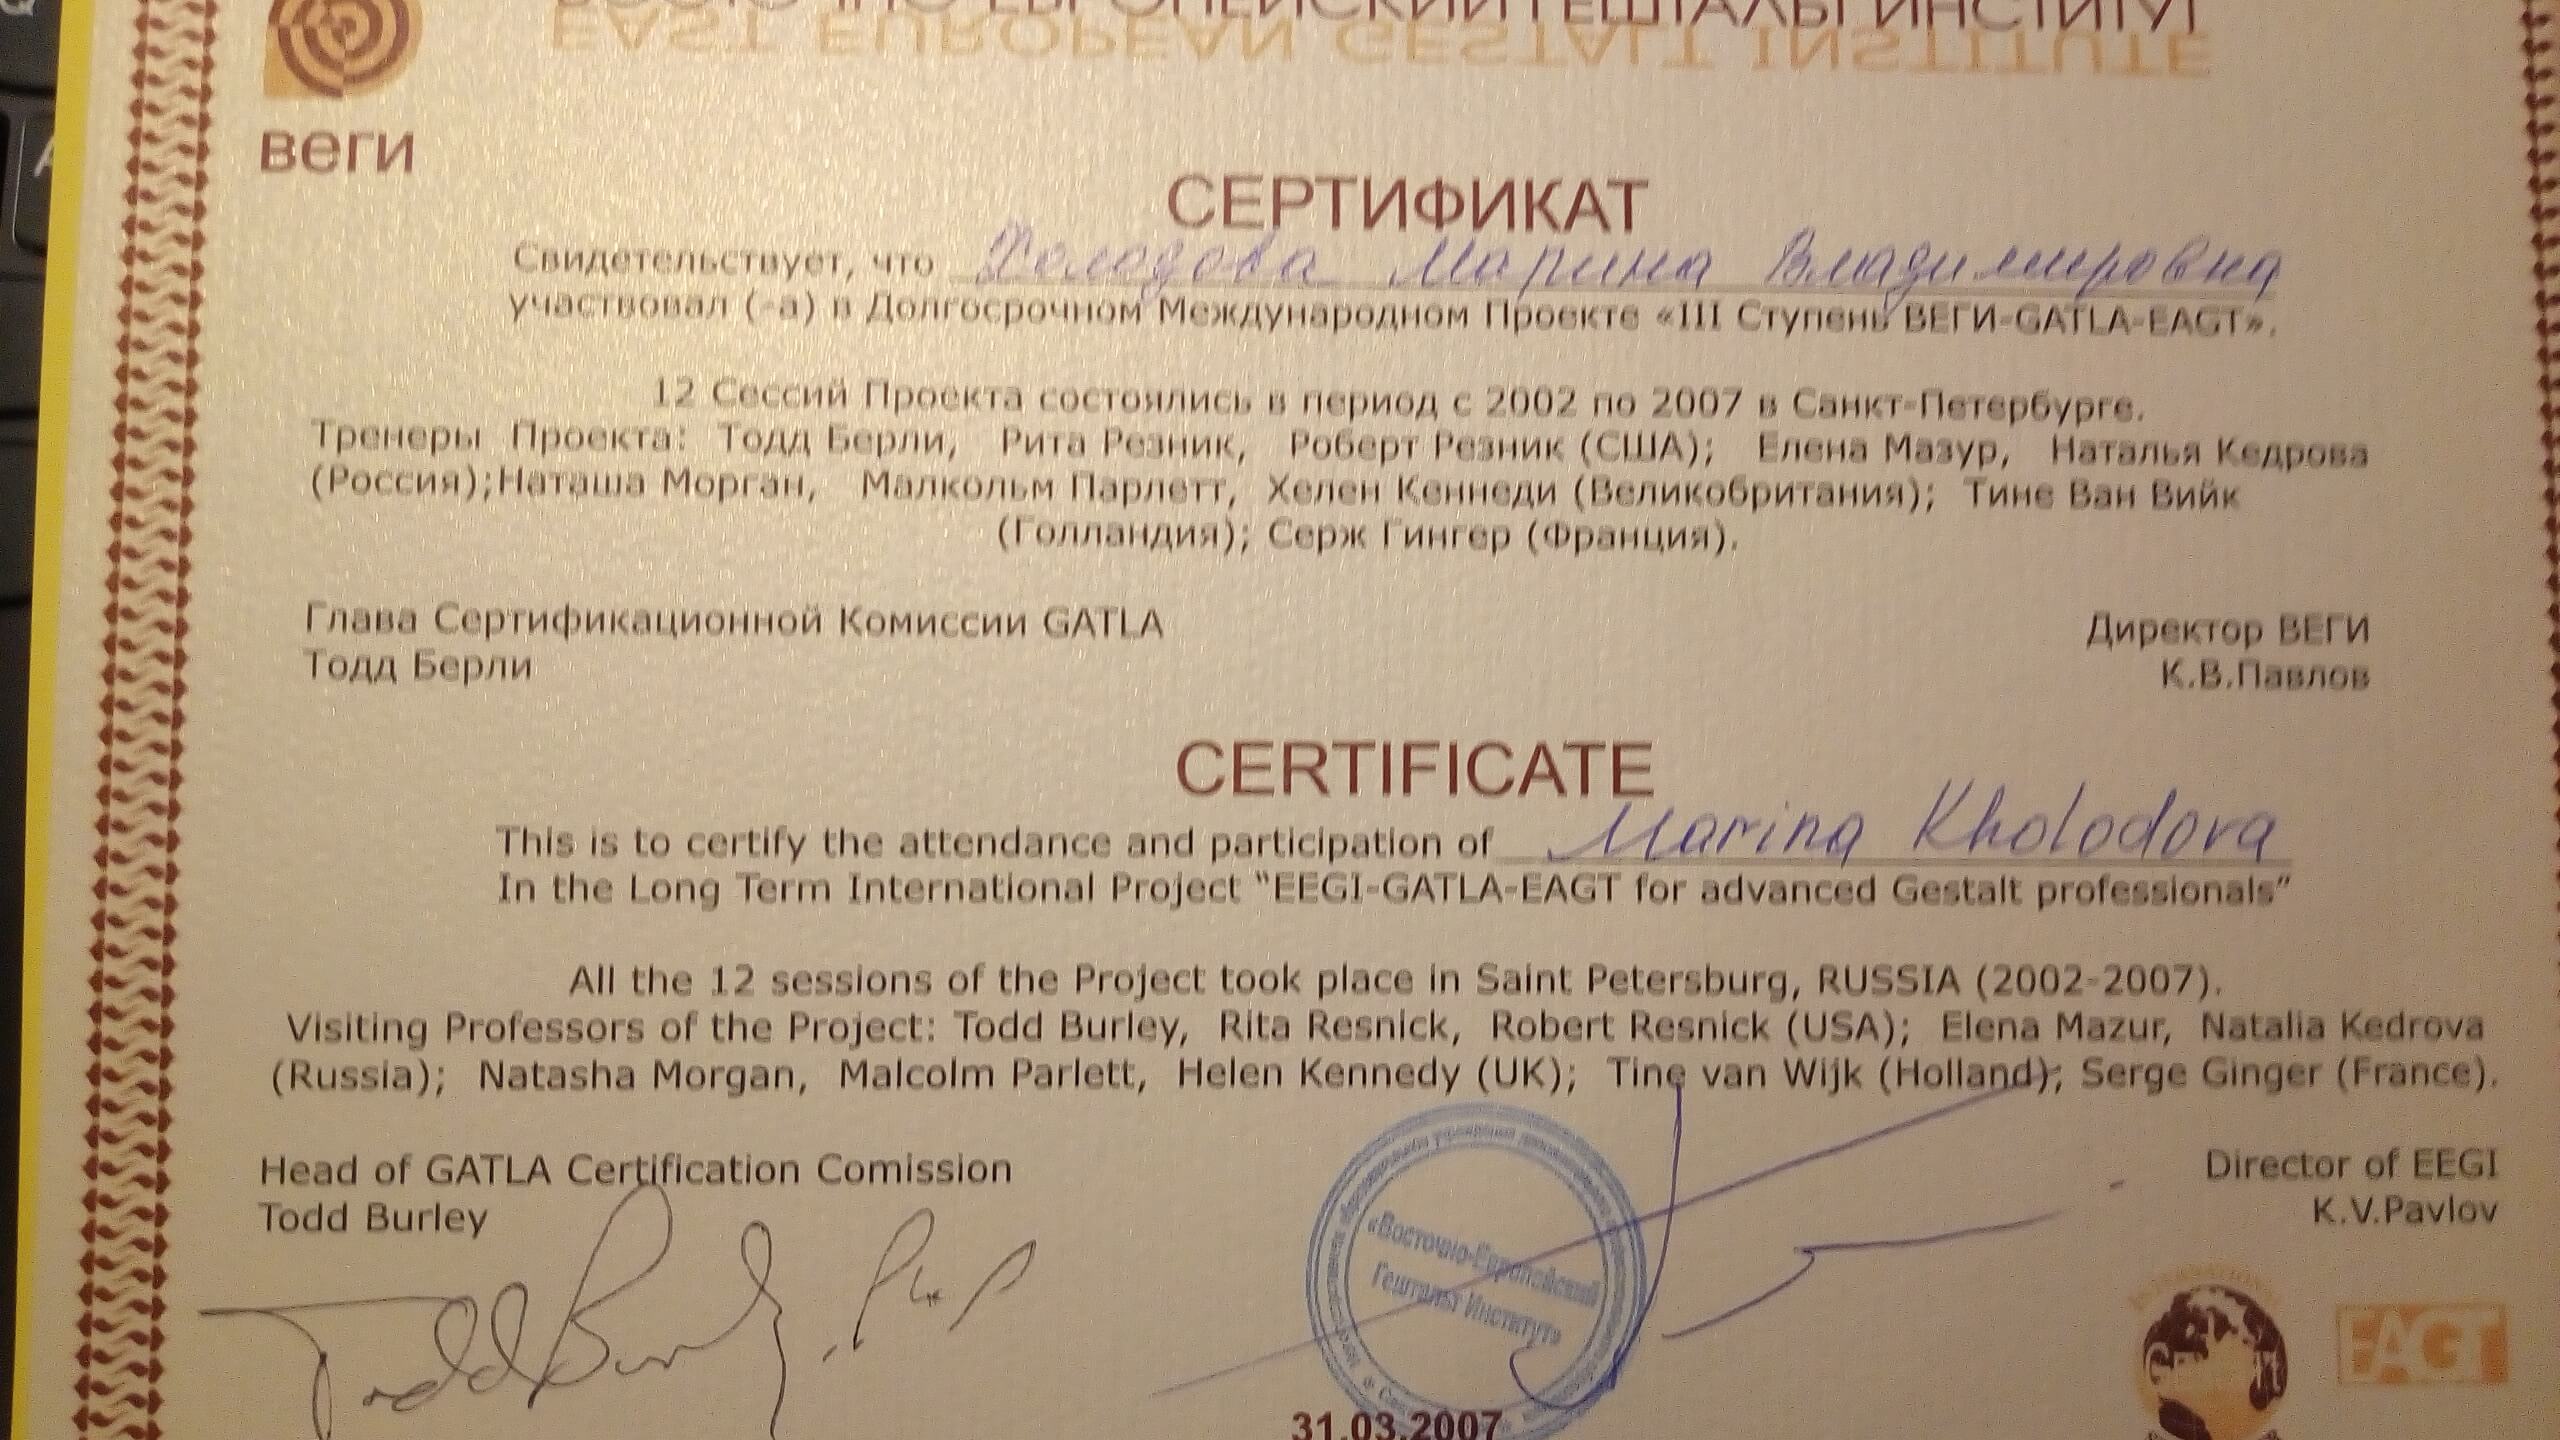 ВОСТОЧНО-ЕВРОПЕЙСКИЙ ГЕШТАЛЬТ ИНСТИТУТ
EAST EUROPEAN GESTALT INSTITUTE
веги
СЕРТИФИКАТ
Свидетельствует, что Холодова Марина Владимировна
участвовал (-а) в Долгосрочном Международном Проекте «III Ступень ВЕГИ-GATLA-EAGT».
12 Сессий Проекта состоялись в период с 2002 по 2007 в Санкт-Петербурге.
Тренеры Проекта: Тодд Берли, Рита Резник, Роберт Резник (США); Елена Мазур, Наталья Кедрова
(Россия);Наташа Морган, Малкольм Парлетт, Хелен Кеннеди (Великобритания); Тине Ван Вийк
(Голландия); Серж Гингер (Франция).
Глава Сертификационной Комиссии GATLA
Тодд Берли
Директор ВЕГИ
К.В.Павлов
CERTIFICATE
This is to certify the attendance and participation of Marina Kholodova
In the Long Term International Project “EEGI-GATLA-EAGT for advanced Gestalt professionals”
All the 12 sessions of the Project took place in Saint Petersburg, RUSSIA (2002-2007).
Visiting Professors of the Project: Todd Burley, Rita Resnick, Robert Resnick (USA); Elena Mazur, Natalia Kedrova
(Russia); Natasha Morgan, Malcolm Parlett, Helen Kennedy (UK); Tine van Wijk (Holland); Serge Ginger (France).
Head of GATLA Certification Comission
Todd Burley
Director of EEGI
K.V.Pavlov
Todd Burley, PhD
«Восточно-Европейский
Гештальт Институт»
EAGT
31.03.2007